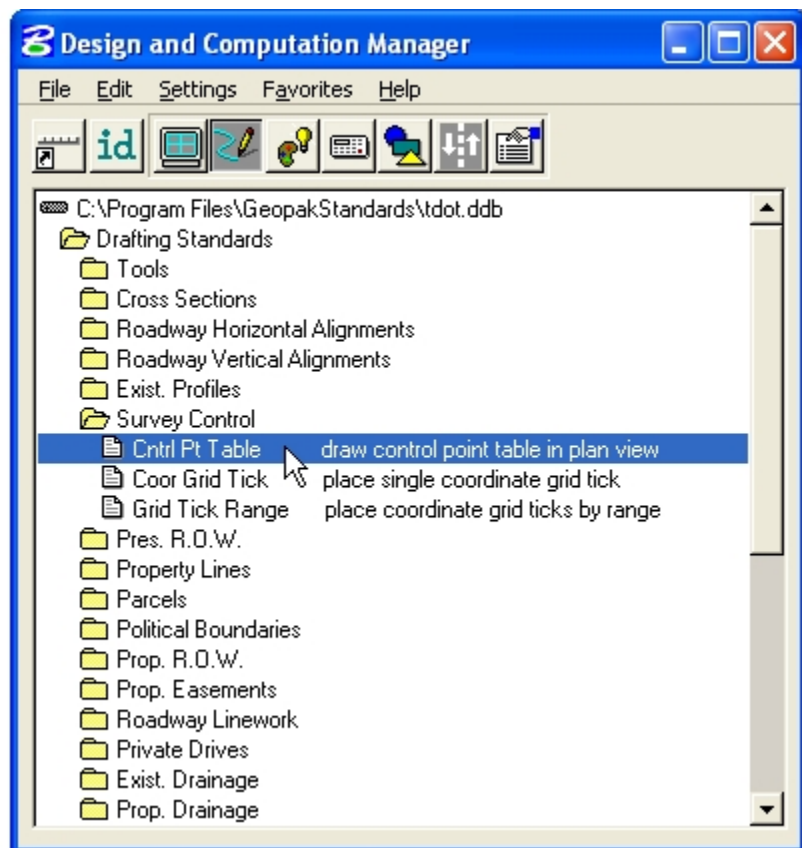 Design and Computation Manager
File Edit Settings Favorites Help
id
C:\Program Files\GeopakStandards\tdot.ddb
Drafting Standards
Tools
Cross Sections
Roadway Horizontal Alignments
Roadway Vertical Alignments
Exist. Profiles
Survey Control
Cntrl Pt Table draw control point table in plan view
Coor Grid Tick place single coordinate grid tick
Grid Tick Range place coordinate grid ticks by range
Pres. R.O.W.
Property Lines
Parcels
Political Boundaries
Prop. R.O.W.
Prop. Easements
Roadway Linework
Private Drives
Exist. Drainage
Prop. Drainage